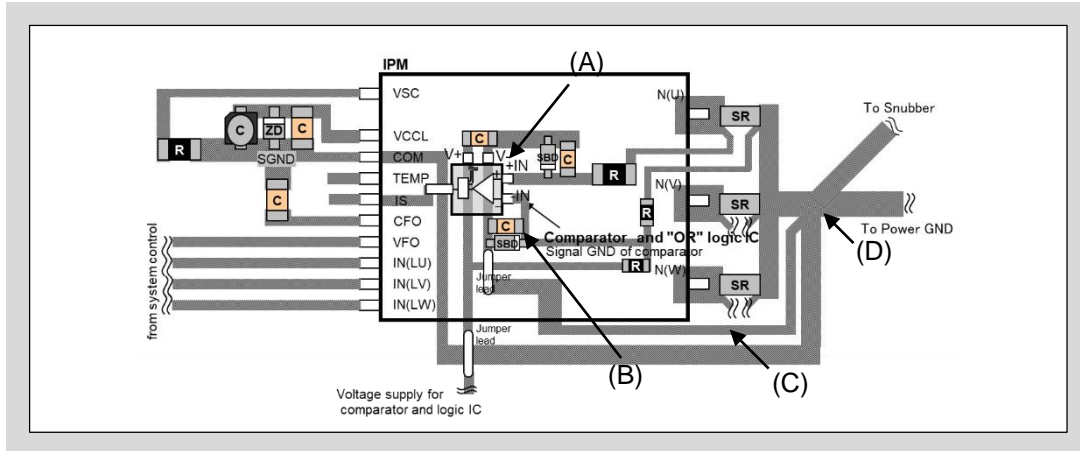 IPM
(A)
VSC
N(U)
SR
To Snubber
C
ZD
C
VCCL
C
V+
V-
+IN
SBD
C
R
SGND
COM
R
TEMP
-IN
N(V)
SR
C
IS
R
CFO
C
Comparator and "OR" logic IC
To Power GND
VFO
SBD
Signal GND of comparator
(D)
IN(LU)
R
N(W)
IN(LV)
Jumper
lead
SR
IN(LW)
from system control
Jumper
lead
(B)
(C)
Voltage supply for
comparator and logic IC